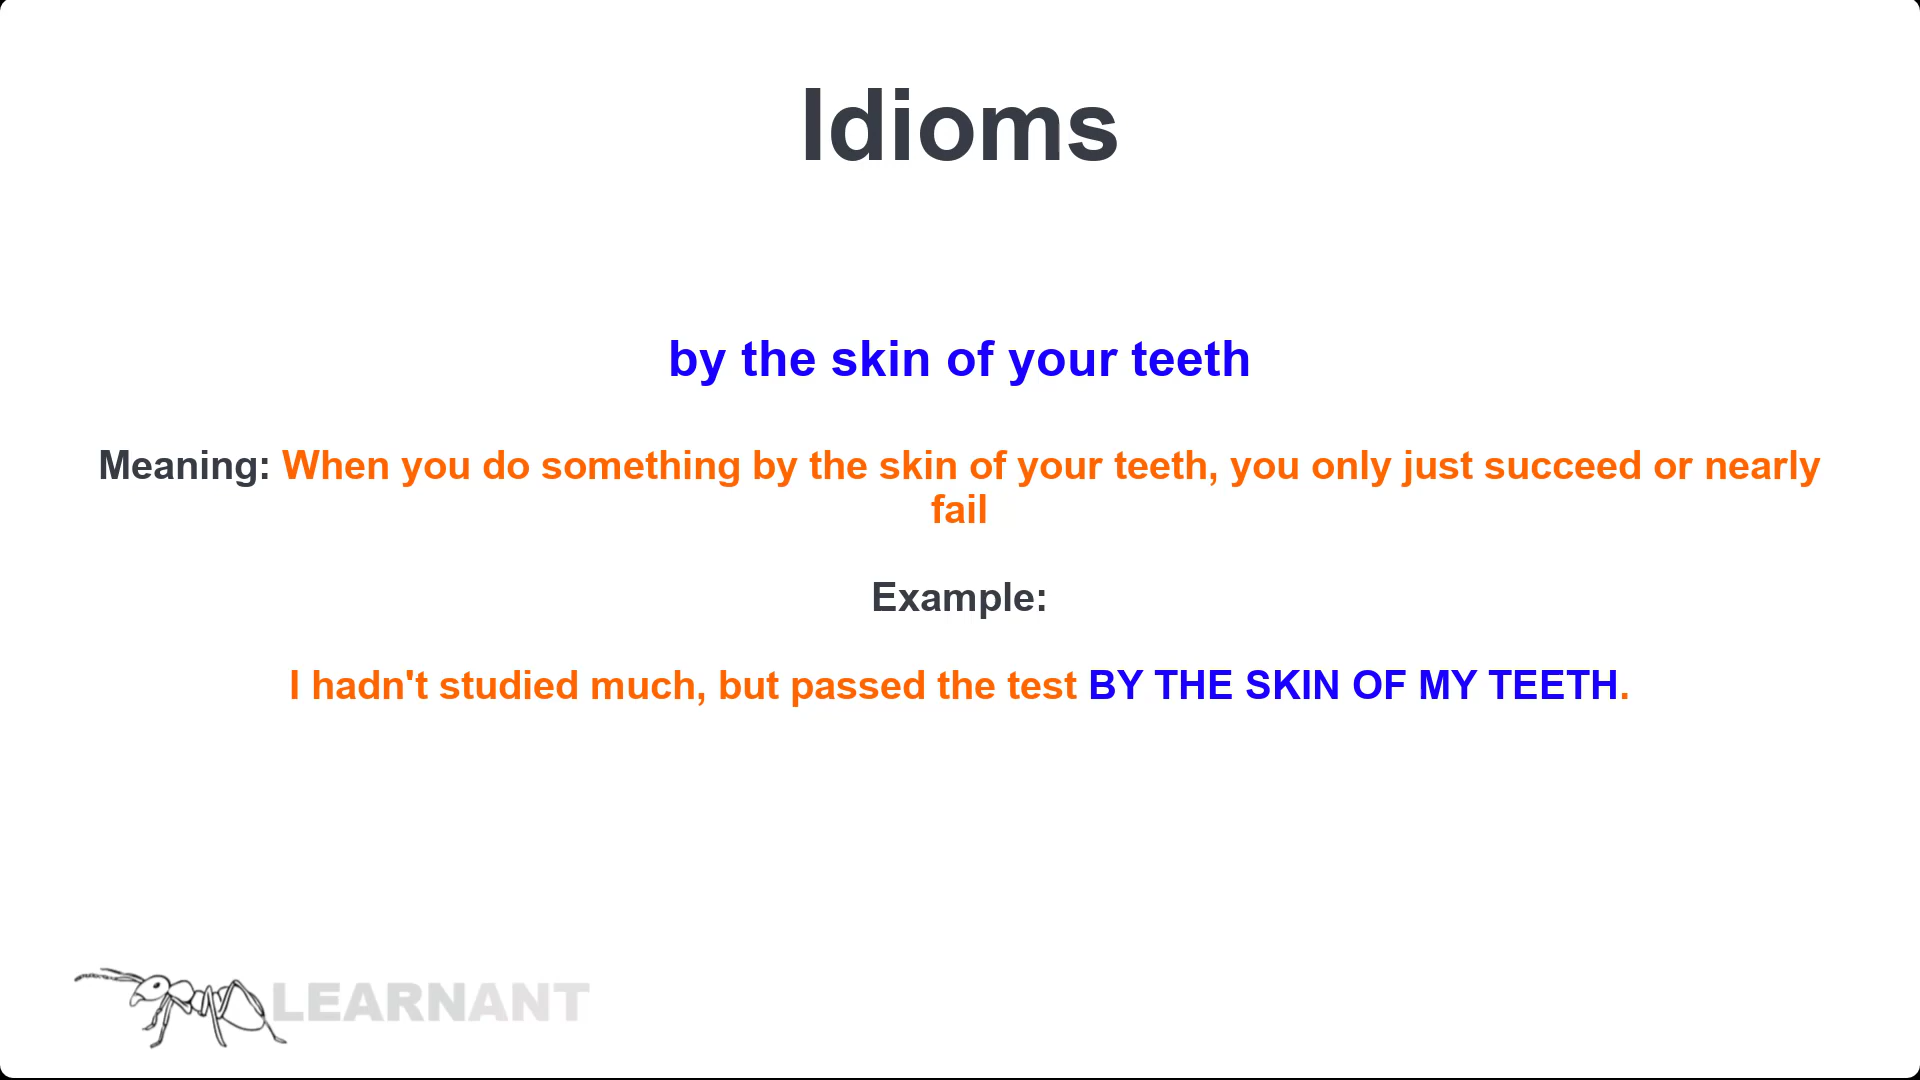 Idioms
by the skin of your teeth
Meaning: When you do something by the skin of your teeth, you only just succeed or nearly
fail
Example:
I hadn't studied much, but passed the test BY THE SKIN OF MY TEETH.
LEARNANT